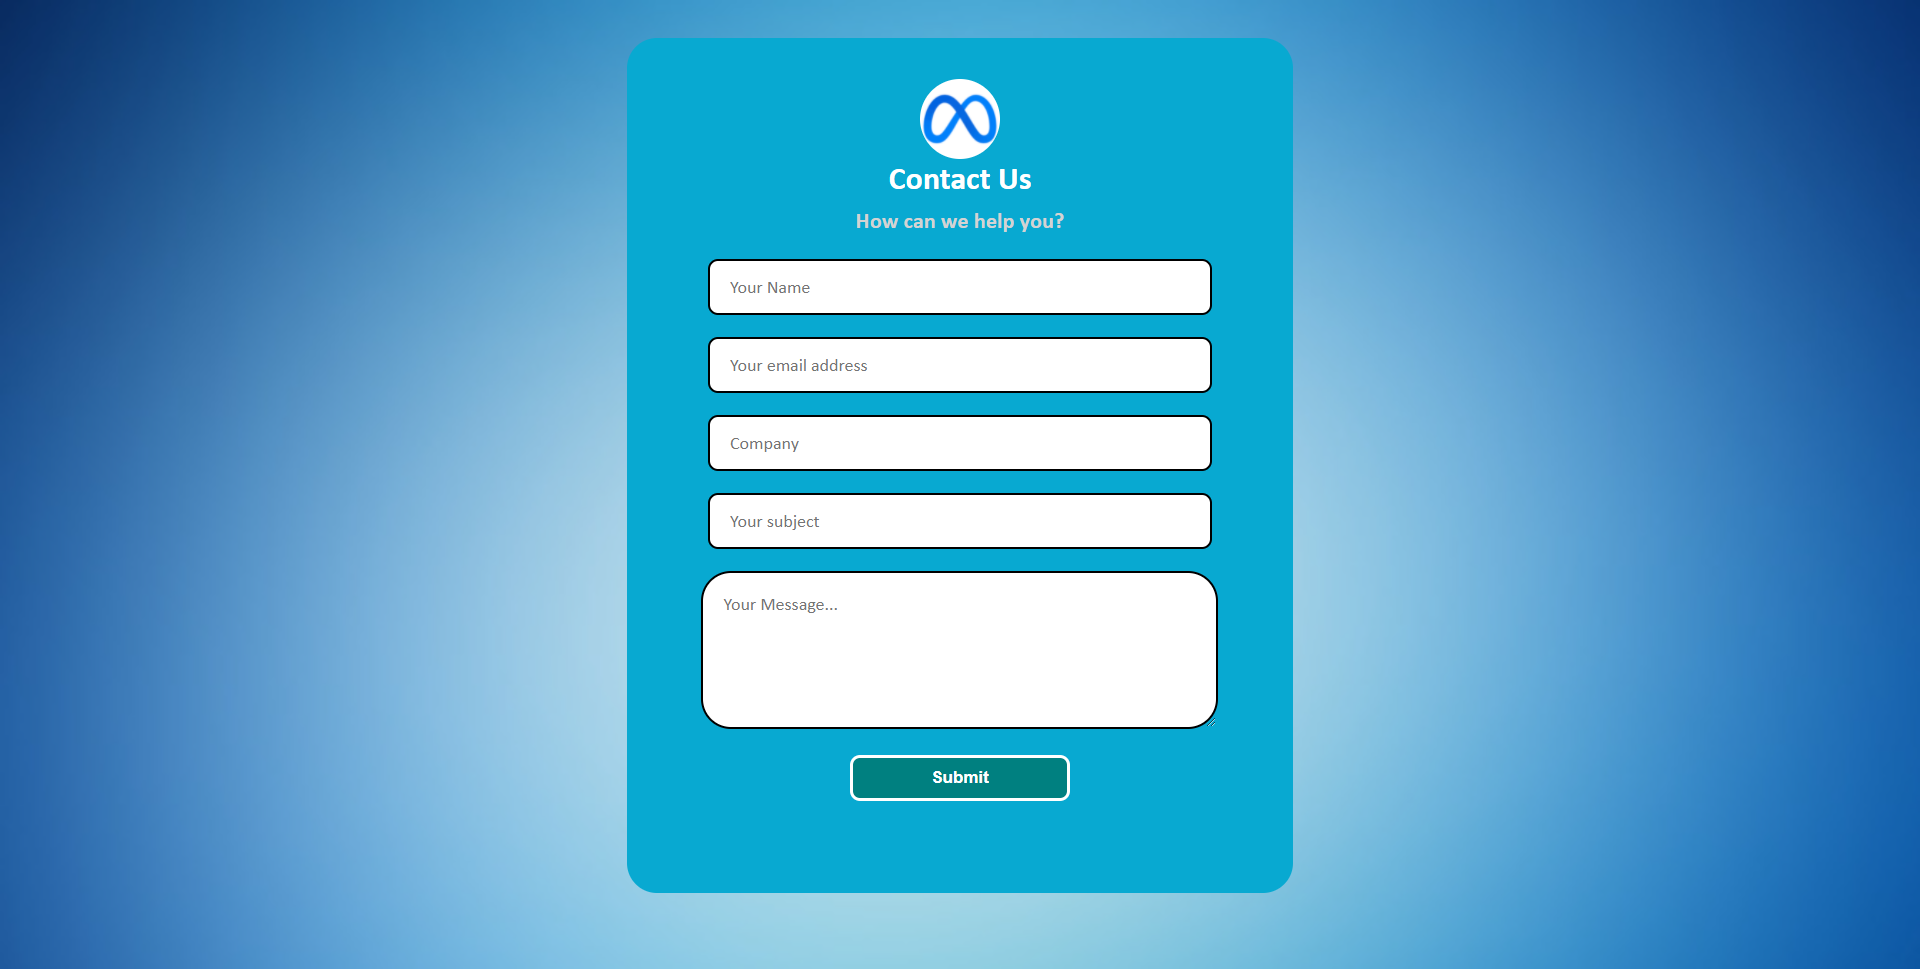 Contact Us
How can we help you?
Your Name
Your email address
Company
Your subject
Your Message...
Submit